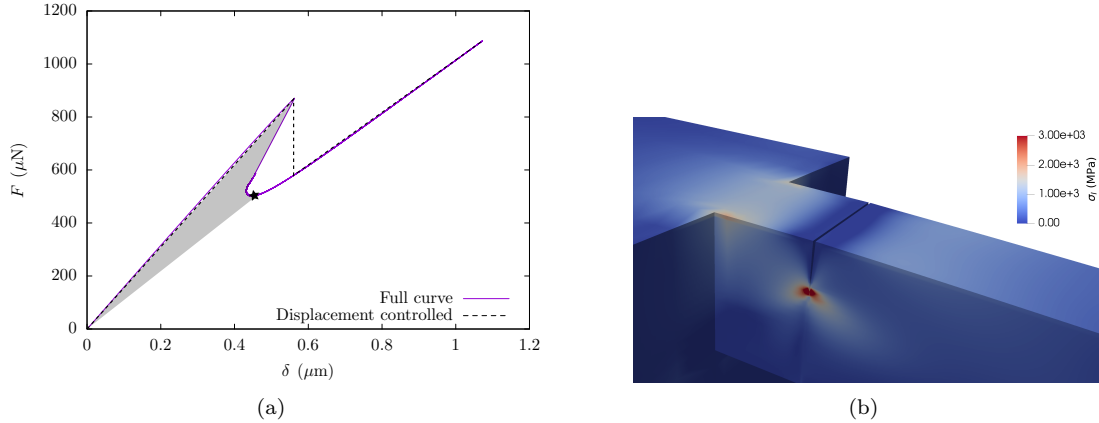 1200
1000
800
600
400
200
0
0 0.2 0.4 0.6 0.8 1 1.2
F (μN)
δ (μm)
Full curve
Displacement controlled
(a)
3.00e+03
2.00e+3
1.00e+3
0.00
σI (MPa)
(b)